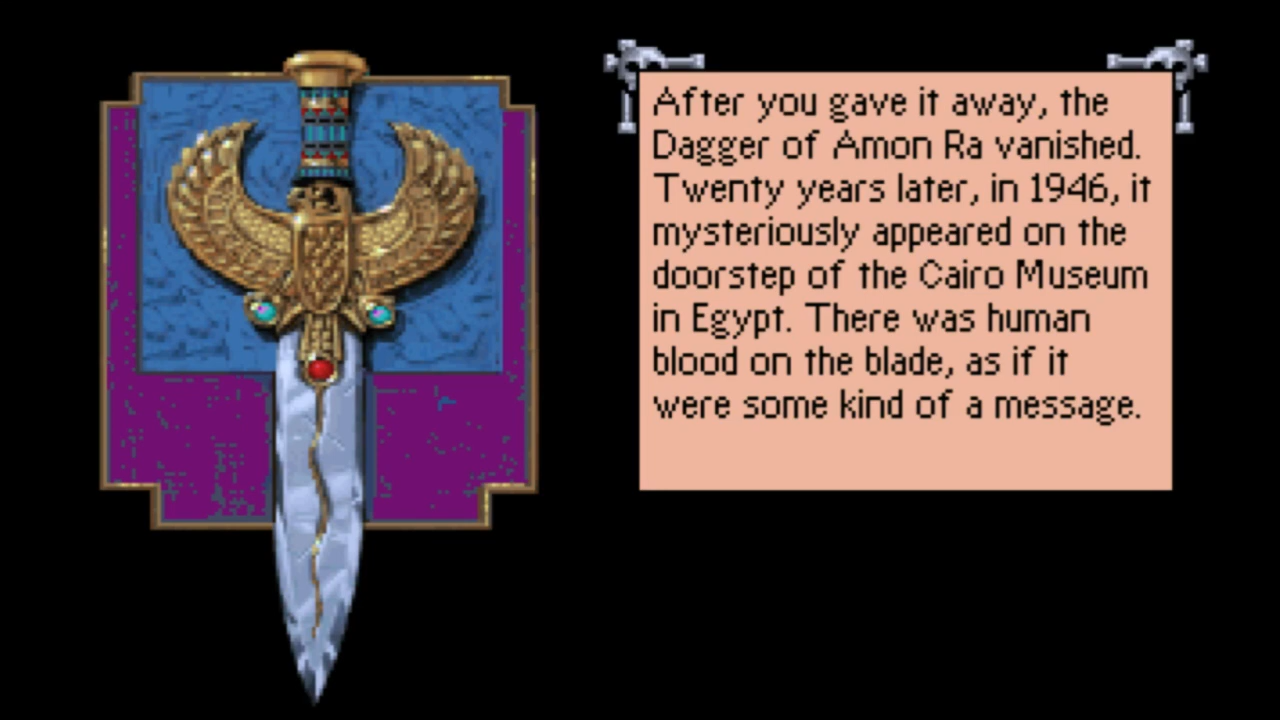 After you gave it away, the
Dagger of Amon Ra vanished.
Twenty years later, in 1946, it
mysteriously appeared on the
doorstep of the Cairo Museum
in Egypt. There was human
blood on the blade, as if it
were some kind of a message.